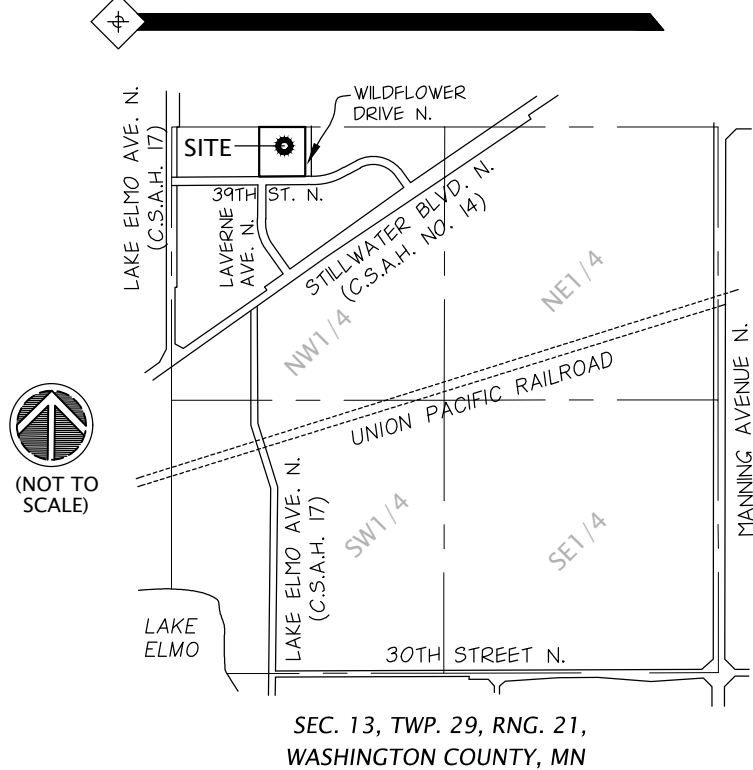 WILDFLOWER
DRIVE N.
LAKE ELMO AVE. N.
(C.S.A.H. 17)
SITE
39TH ST. N.
LAVERNE
AVE. N.
STILLWATER BLVD. N.
(C.S.A.H. NO. 14)
NE1/4
NW1/4
UNION PACIFIC RAILROAD
MANNING AVENUE N.
(NOT TO
SCALE)
LAKE ELMO AVE. N.
(C.S.A.H. 17)
SW1/4
SE1/4
LAKE
ELMO
30TH STREET N.
SEC. 13, TWP. 29, RNG. 21,
WASHINGTON COUNTY, MN